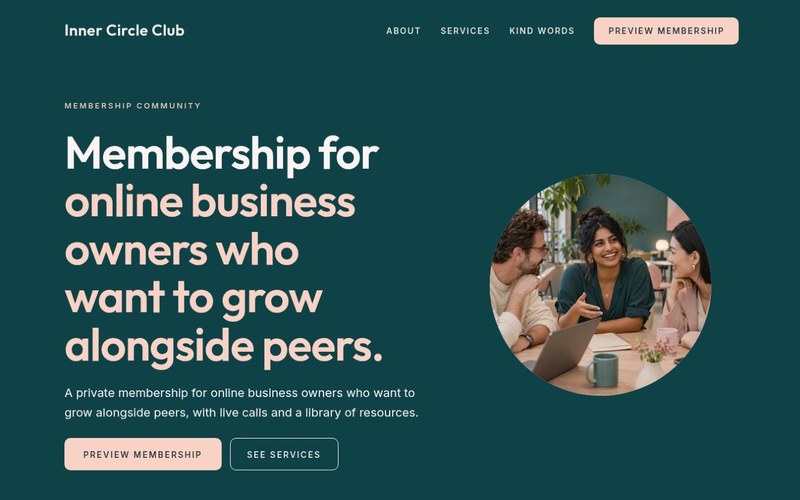 Inner Circle Club
ABOUT
SERVICES
KIND WORDS
PREVIEW MEMBERSHIP
MEMBERSHIP COMMUNITY
Membership for
online business
owners who
want to grow
alongside peers.
A private membership for online business owners who want to
grow alongside peers, with live calls and a library of resources.
PREVIEW MEMBERSHIP
SEE SERVICES